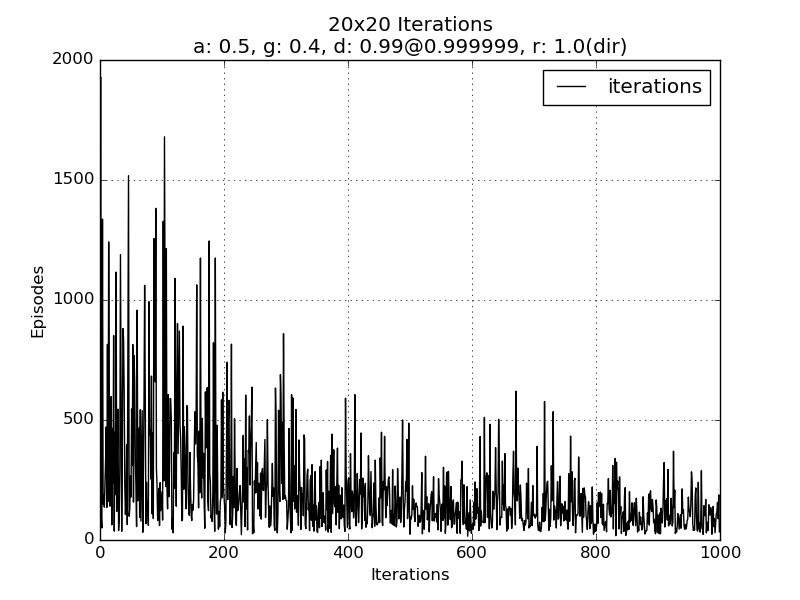 20x20 Iterations
a: 0.5, g: 0.4, d: 0.99@0.999999, r: 1.0(dir)
iterations
2000
1500
1000
500
0
Episodes
0 200 400 600 800 1000
Iterations